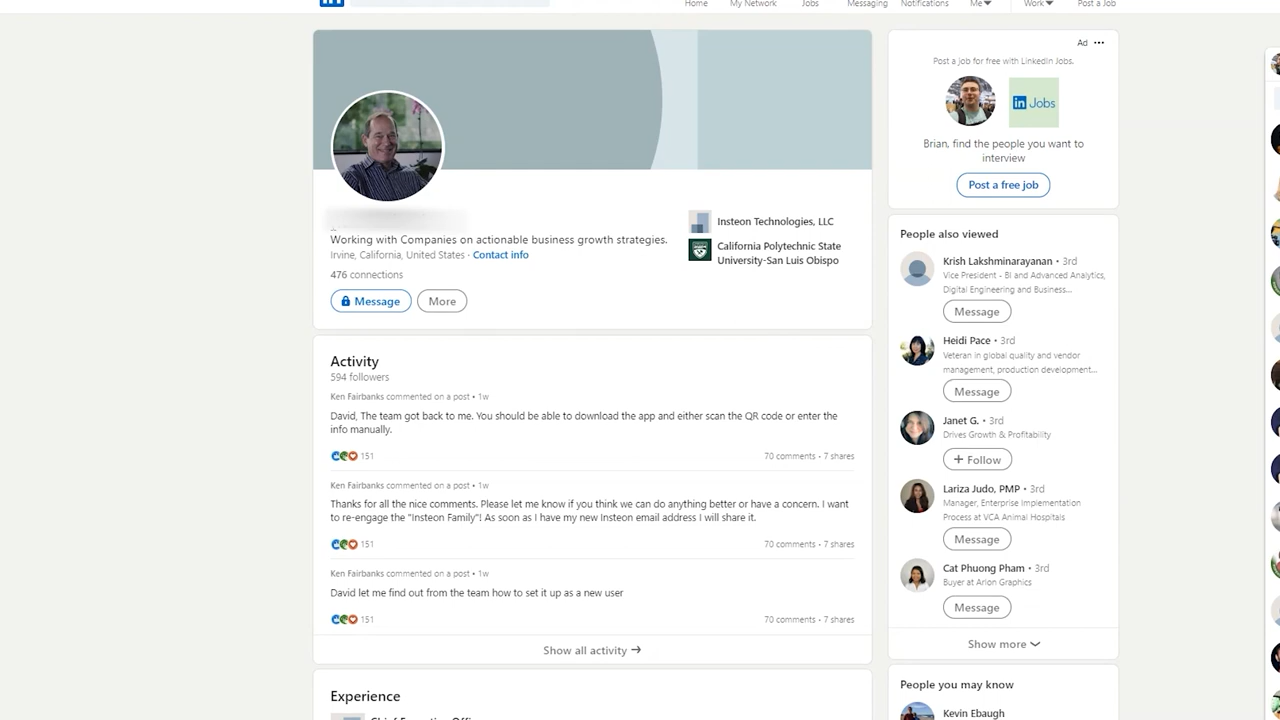 in
Home
My Network
Jobs
Messaging
Notifications
Me
Work
Post a Job
Insteon Technologies, LLC
California Polytechnic State
University-San Luis Obispo
Working with Companies on actionable business growth strategies.
Irvine, California, United States · Contact info
476 connections
Message
More
Activity
594 followers
Ken Fairbanks commented on a post • 1w
David, The team got back to me. You should be able to download the app and either scan the QR code or enter the
info manually.
151
70 comments • 7 shares
Ken Fairbanks commented on a post • 1w
Thanks for all the nice comments. Please let me know if you think we can do anything better or have a concern. I want
to re-engage the "Insteon Family"! As soon as I have my new Insteon email address I will share it.
151
70 comments • 7 shares
Ken Fairbanks commented on a post • 1w
David let me find out from the team how to set it up as a new user
151
70 comments • 7 shares
Show all activity →
Experience
Ad •••
Post a job for free with LinkedIn Jobs.
in Jobs
Brian, find the people you want to
interview
Post a free job
People also viewed
Krish Lakshminarayanan • 3rd
Vice President - BI and Advanced Analytics,
Digital Engineering and Business...
Message
Heidi Pace • 3rd
Veteran in global quality and vendor
management, production development...
Message
Janet G. • 3rd
Drives Growth & Profitability
+ Follow
Lariza Judo, PMP • 3rd
Manager, Enterprise Implementation
Process at VCA Animal Hospitals
Message
Cat Phuong Pham • 3rd
Buyer at Arion Graphics
Message
Show more
People you may know
Kevin Ebaugh